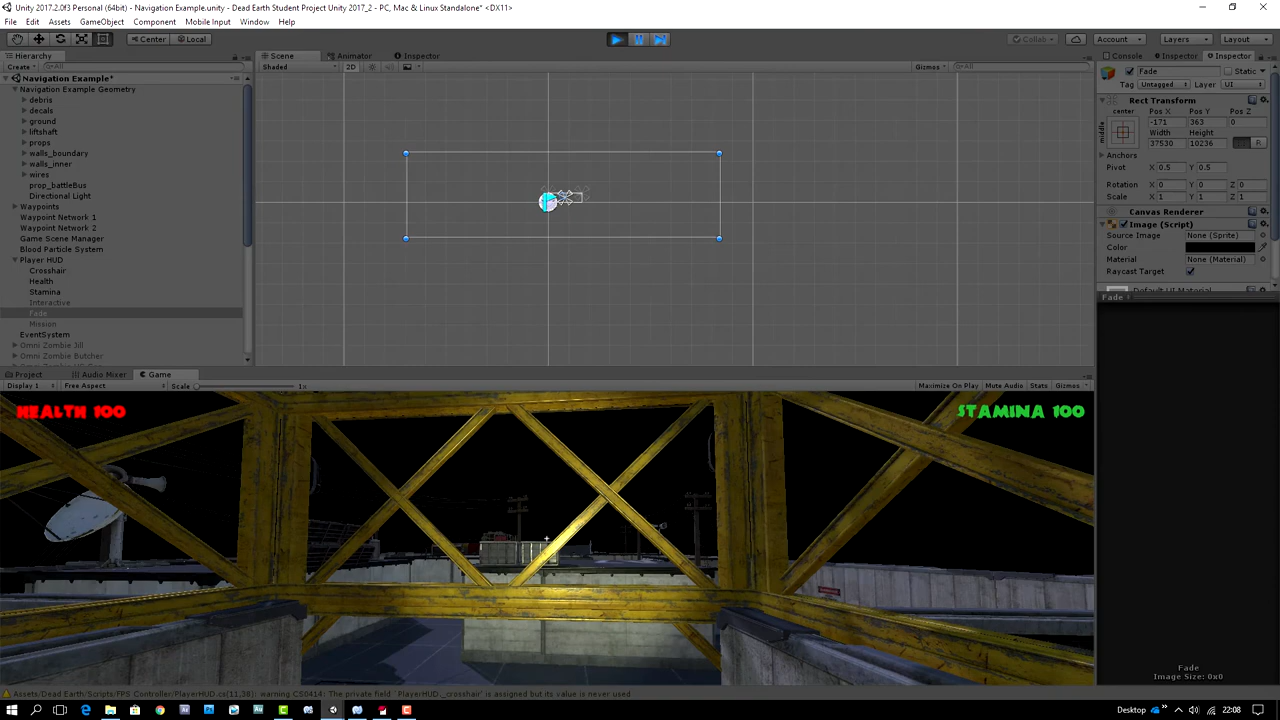 Unity 2017.2.0f3 Personal (64bit) - Navigation Example.unity - Dead Earth Student Project Unity 2017_2 - PC, Mac & Linux Standalone* <DX11>
File Edit Assets GameObject Component Mobile Input Window Help
Center Local Collab Account Layers Layout
Hierarchy Scene Animator Inspector Console Inspector Inspector
Create All Shaded 2D Gizmos All
Fade Static
Tag Untagged Layer UI
Navigation Example*
Navigation Example Geometry
debris
decals
ground
liftshaft
props
walls_boundary
walls_inner
wires
prop_battleBus
Directional Light
Waypoints
Waypoint Network 1
Waypoint Network 2
Game Scene Manager
Blood Particle System
Player HUD
Crosshair
Health
Stamina
Interactive
Fade
Mission
EventSystem
Omni Zombie Jill
Omni Zombie Butcher
Rect Transform
center Pos X Pos Y Pos Z
middle -171 363 0
Width Height
37530 10236 R
Anchors
Pivot X 0.5 Y 0.5
Rotation X 0 Y 0 Z 0
Scale X 1 Y 1 Z 1
Canvas Renderer
Image (Script)
Source Image None (Sprite)
Color
Material None (Material)
Raycast Target
Default UI Material
Fade
Project Audio Mixer Game
Display 1 Free Aspect Scale 1x Maximize On Play Mute Audio Stats Gizmos
HEALTH 100
STAMINA 100
Fade
Image Size: 0x0
Assets/Dead Earth/Scripts/FPS Controller/PlayerHUD.cs(11,38): warning CS0414: The private field `PlayerHUD._crosshair' is assigned but its value is never used
Desktop 22:08